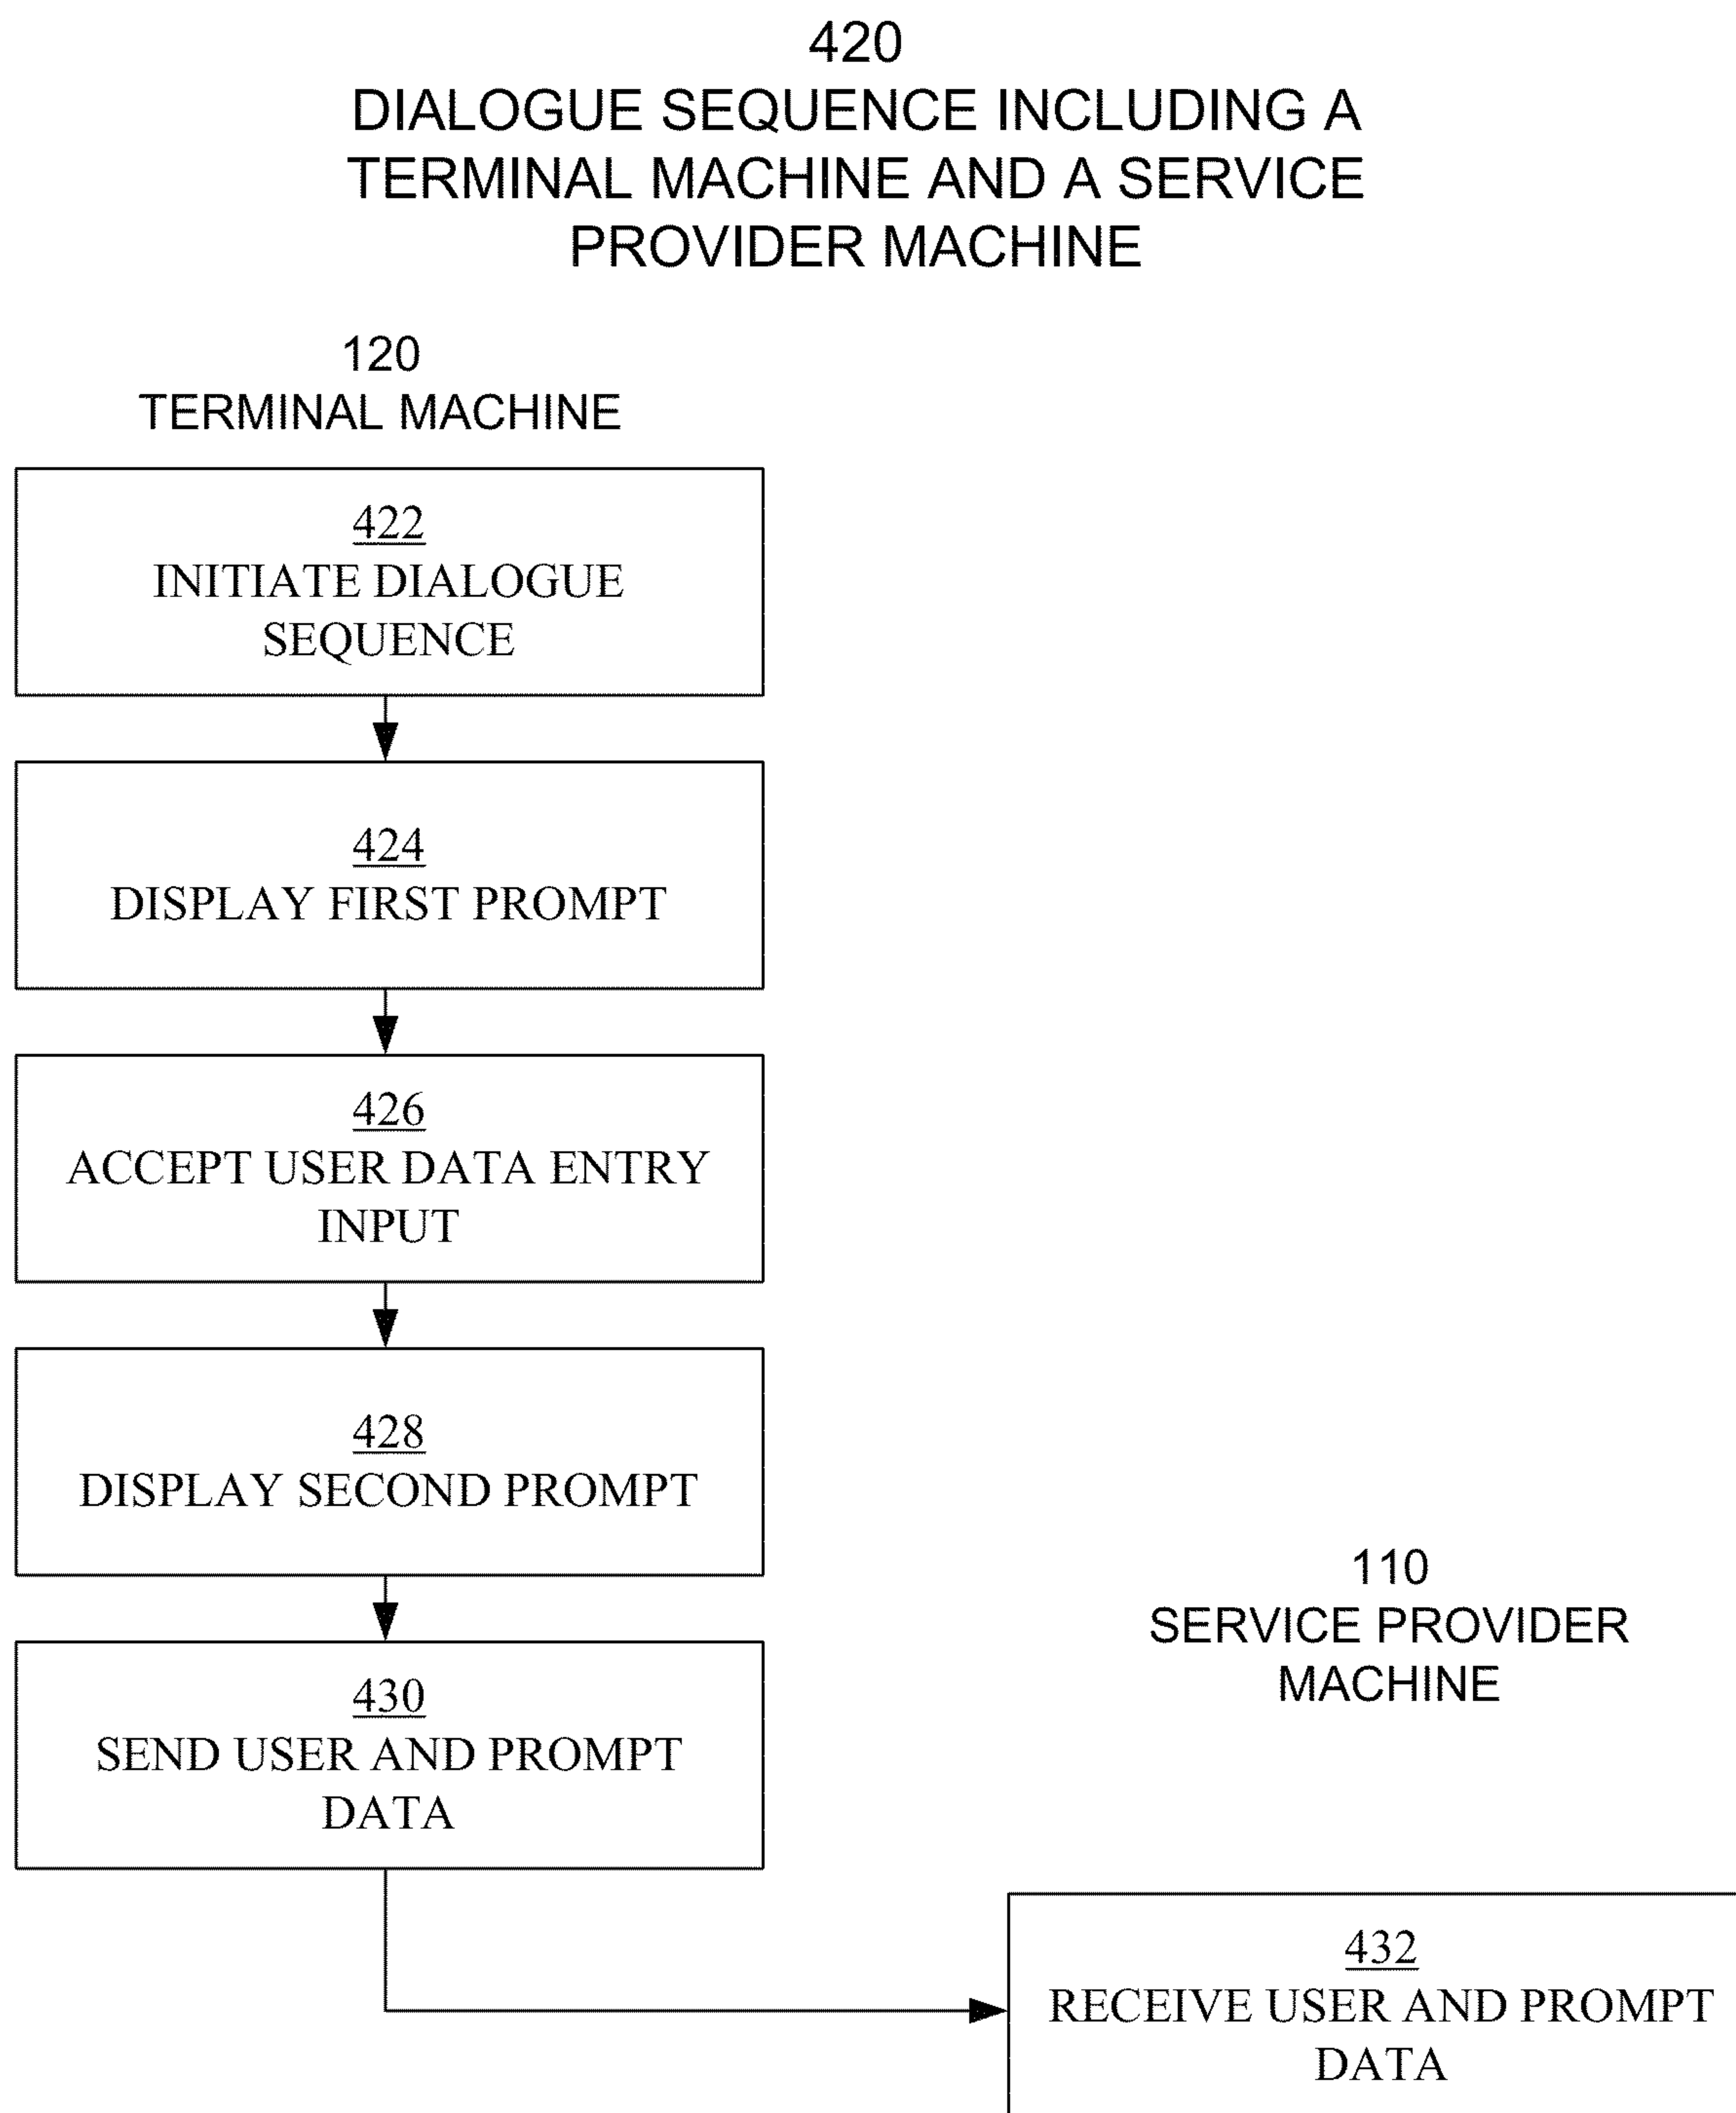 420
DIALOGUE SEQUENCE INCLUDING A
TERMINAL MACHINE AND A SERVICE
PROVIDER MACHINE
120
TERMINAL MACHINE
422
INITIATE DIALOGUE
SEQUENCE
424
DISPLAY FIRST PROMPT
426
ACCEPT USER DATA ENTRY
INPUT
428
DISPLAY SECOND PROMPT
110
SERVICE PROVIDER
MACHINE
430
SEND USER AND PROMPT
DATA
432
RECEIVE USER AND PROMPT
DATA